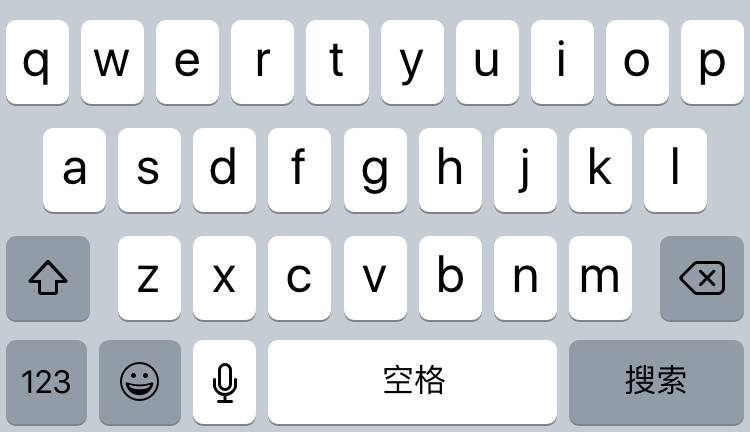 q w e r t y u i o p
a s d f g h j k l
z x c v b n m
123 空格 搜索